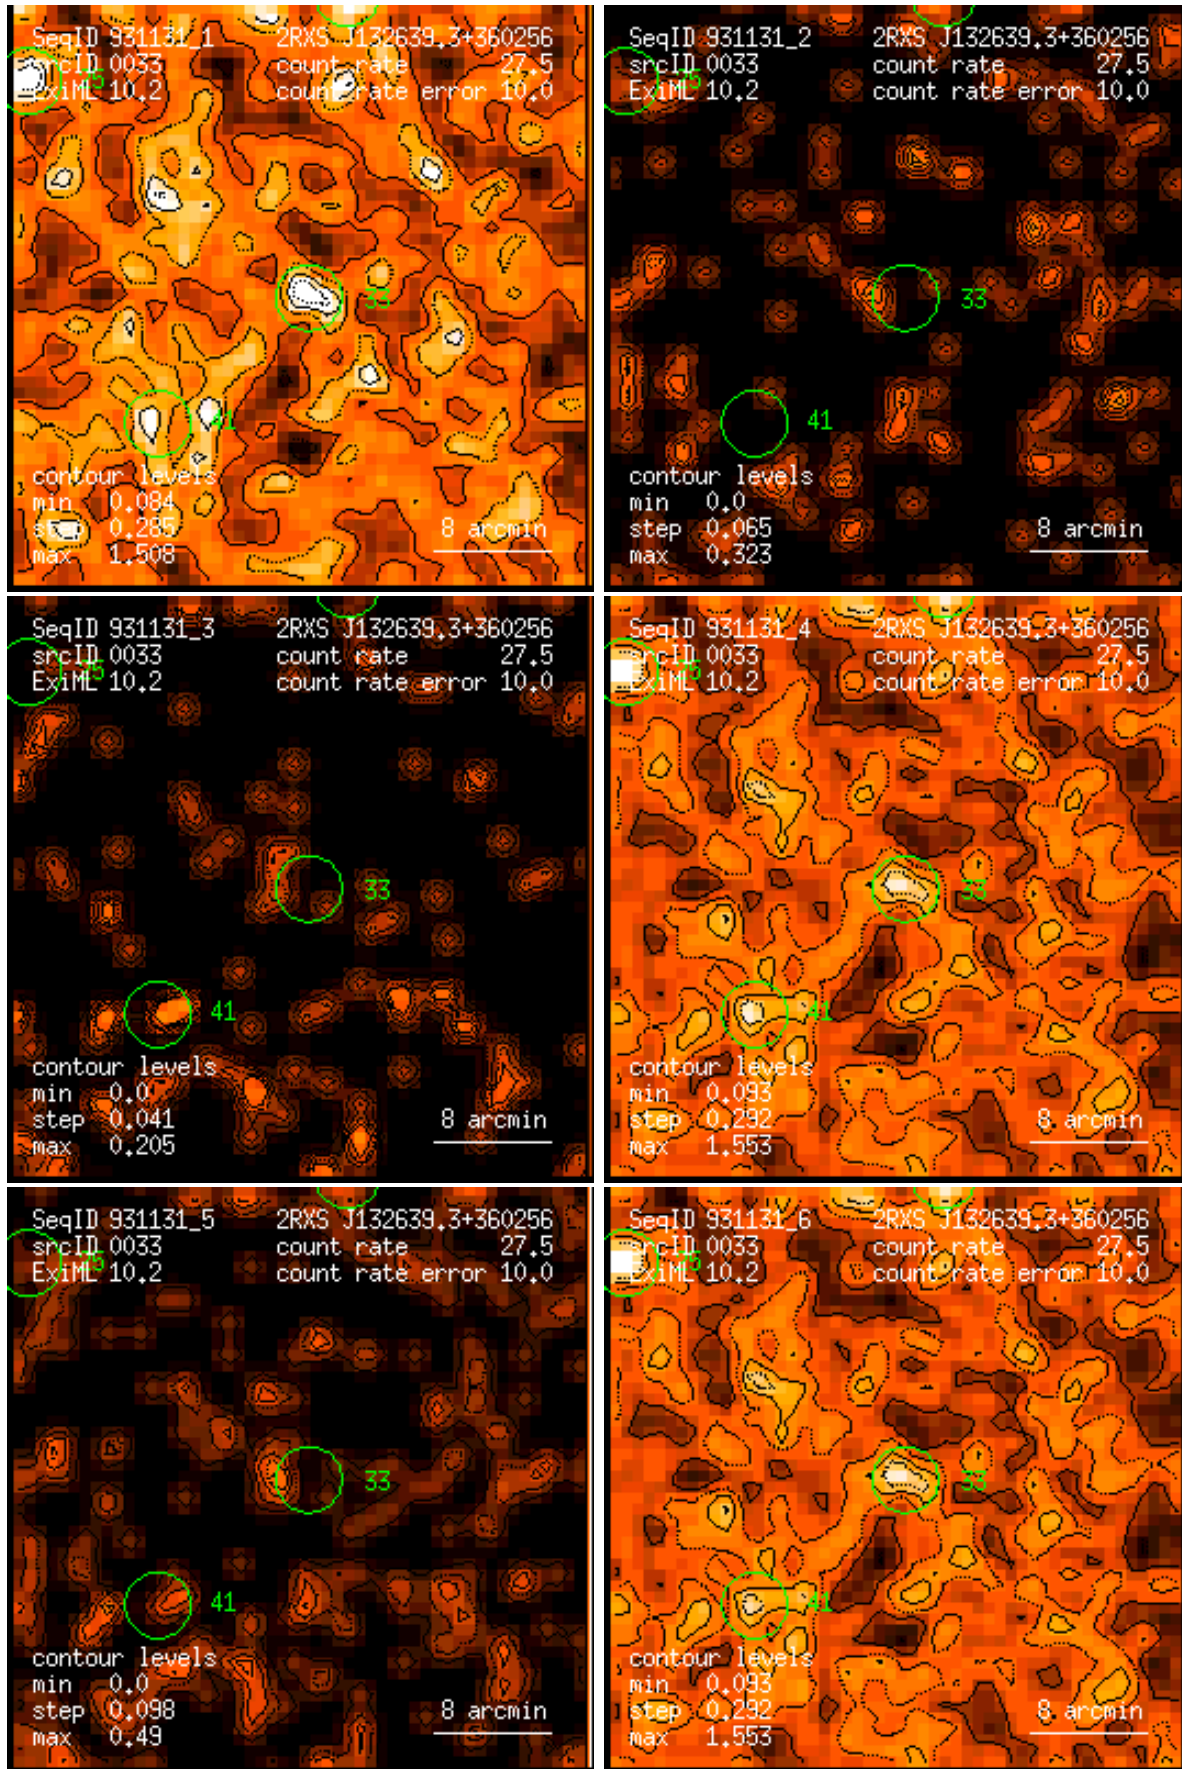 SeqID 931131_1 2RXS J132639.3+360256
srcID 0033 count rate 27.5
ExiML 10.2 count rate error 10.0
33
41
contour levels
min 0.084
step 0.285
max 1.508
8 arcmin
SeqID 931131_2 2RXS J132639.3+360256
srcID 0033 count rate 27.5
ExiML 10.2 count rate error 10.0
33
41
contour levels
min 0.0
step 0.065
max 0.323
8 arcmin
SeqID 931131_3 2RXS J132639.3+360256
srcID 0033 count rate 27.5
ExiML 10.2 count rate error 10.0
33
41
contour levels
min 0.0
step 0.041
max 0.205
8 arcmin
SeqID 931131_4 2RXS J132639.3+360256
srcID 0033 count rate 27.5
ExiML 10.2 count rate error 10.0
33
41
contour levels
min 0.093
step 0.292
max 1.553
8 arcmin
SeqID 931131_5 2RXS J132639.3+360256
srcID 0033 count rate 27.5
ExiML 10.2 count rate error 10.0
33
41
contour levels
min 0.0
step 0.098
max 0.49
8 arcmin
SeqID 931131_6 2RXS J132639.3+360256
srcID 0033 count rate 27.5
ExiML 10.2 count rate error 10.0
33
41
contour levels
min 0.093
step 0.292
max 1.553
8 arcmin